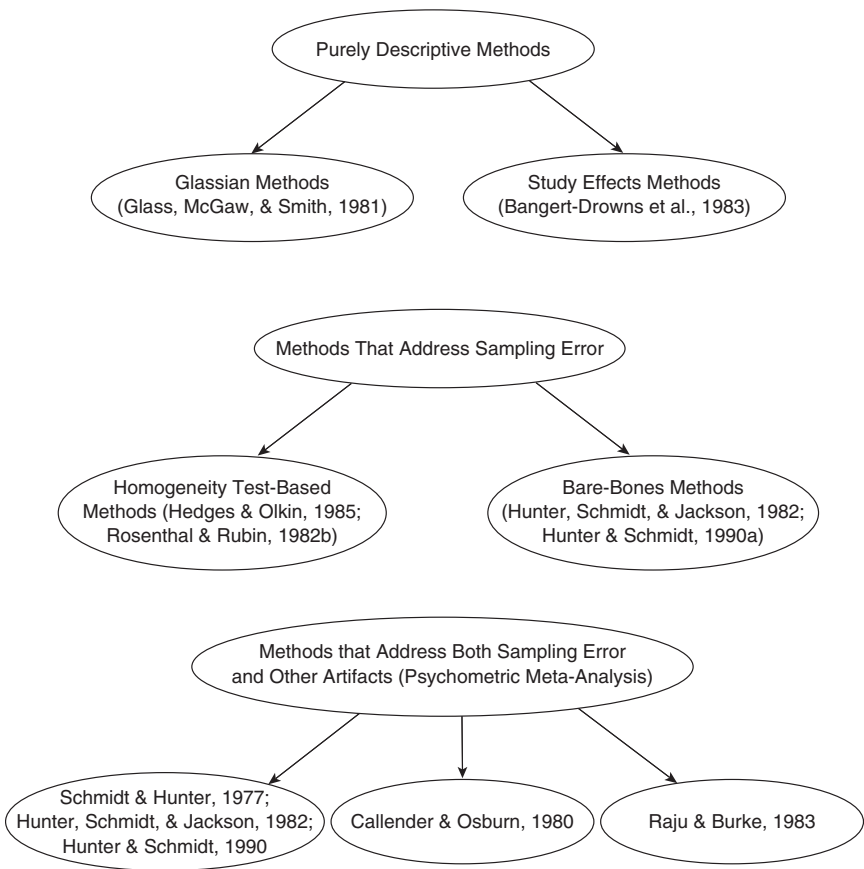 Purely Descriptive Methods
Glassian Methods
(Glass, McGaw, & Smith, 1981)
Study Effects Methods
(Bangert-Drowns et al., 1983)
Methods That Address Sampling Error
Homogeneity Test-Based
Methods (Hedges & Olkin, 1985;
Rosenthal & Rubin, 1982b)
Bare-Bones Methods
(Hunter, Schmidt, & Jackson, 1982;
Hunter & Schmidt, 1990a)
Methods that Address Both Sampling Error
and Other Artifacts (Psychometric Meta-Analysis)
Schmidt & Hunter, 1977;
Hunter, Schmidt, & Jackson, 1982;
Hunter & Schmidt, 1990
Callender & Osburn, 1980
Raju & Burke, 1983